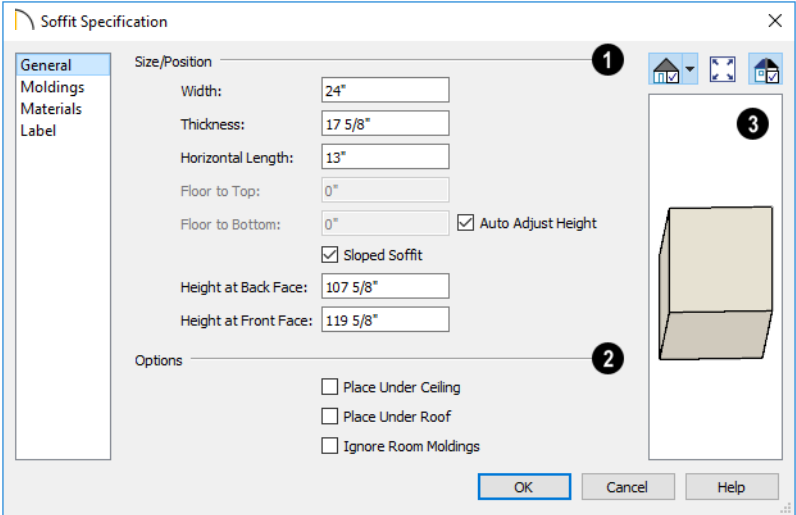 Soffit Specification
General
Moldings
Materials
Label
Size/Position
1
Width: 24"
Thickness: 17 5/8"
Horizontal Length: 13"
Floor to Top: 0"
Floor to Bottom: 0" Auto Adjust Height
Sloped Soffit
Height at Back Face: 107 5/8"
Height at Front Face: 119 5/8"
Options
2
Place Under Ceiling
Place Under Roof
Ignore Room Moldings
3
OK Cancel Help